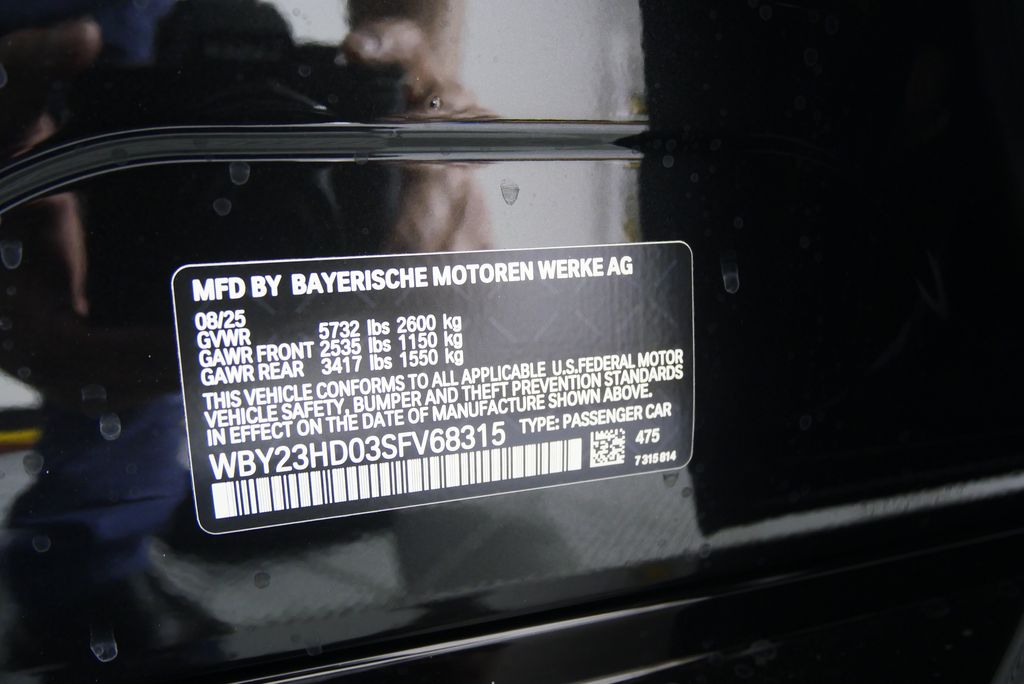 MFD BY BAYERISCHE MOTOREN WERKE AG
08/25
GVWR 5732 lbs 2600 kg
GAWR FRONT 2535 lbs 1150 kg
GAWR REAR 3417 lbs 1550 kg
THIS VEHICLE CONFORMS TO ALL APPLICABLE U.S.FEDERAL MOTOR
VEHICLE SAFETY, BUMPER AND THEFT PREVENTION STANDARDS
IN EFFECT ON THE DATE OF MANUFACTURE SHOWN ABOVE.
WBY23HD03SFV68315 TYPE: PASSENGER CAR
475
7 315 814